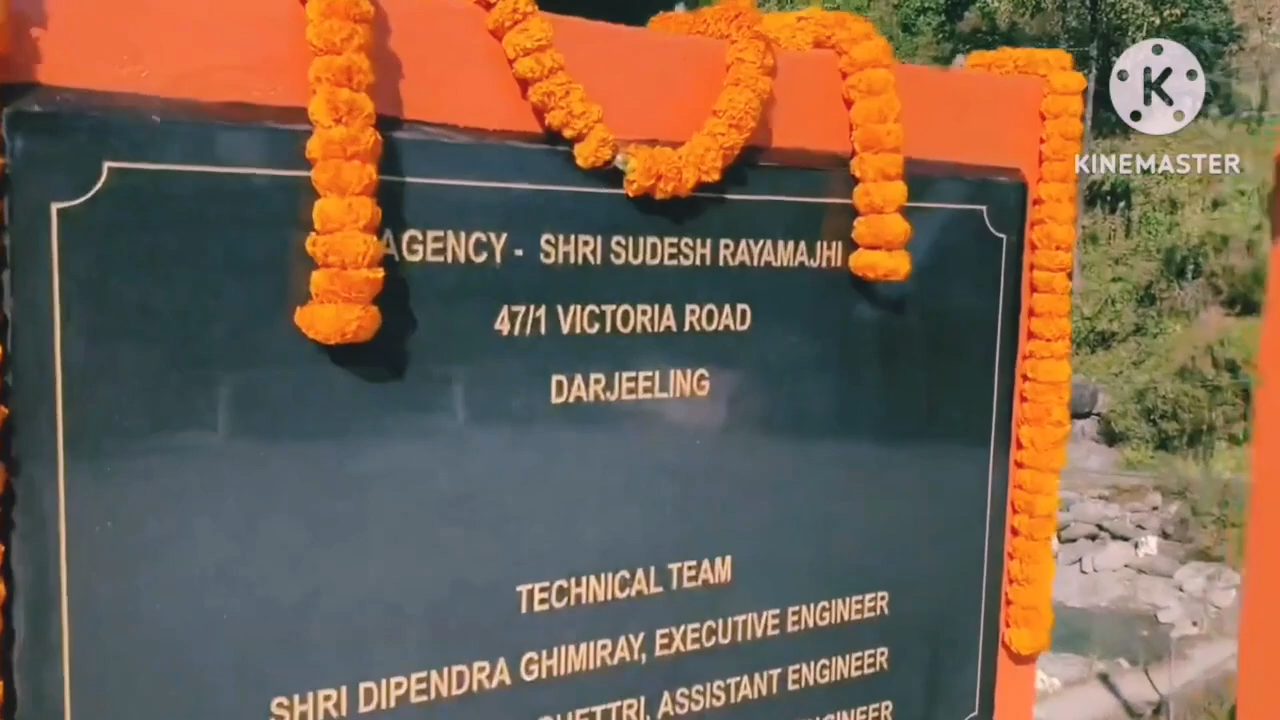 K
KINEMASTER
AGENCY - SHRI SUDESH RAYAMAJHI
47/1 VICTORIA ROAD
DARJEELING
TECHNICAL TEAM
SHRI DIPENDRA GHIMIRAY, EXECUTIVE ENGINEER
ASSISTANT ENGINEER